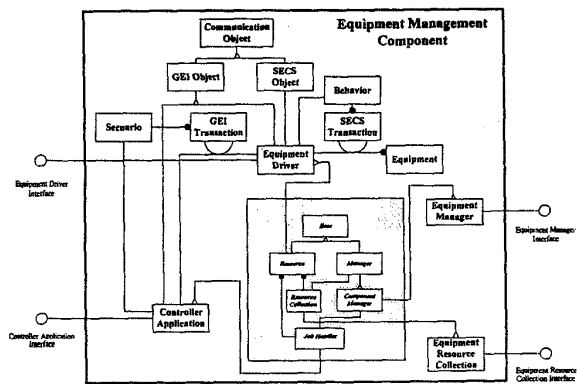 Equipment Management
Component
Communication
Object
GEI Object
SECS
Object
Behavior
Scenario
GEI
Transaction
SECS
Transaction
Equipment
Driver
Equipment
Equipment Driver
Interface
Equipment
Manager
Equipment Manager
Interface
Base
Resource
Manager
Resource
Collection
Component
Manager
Job Handler
Controller
Application
Controller Application
Interface
Equipment
Resource
Collection
Equipment Resource
Collection Interface